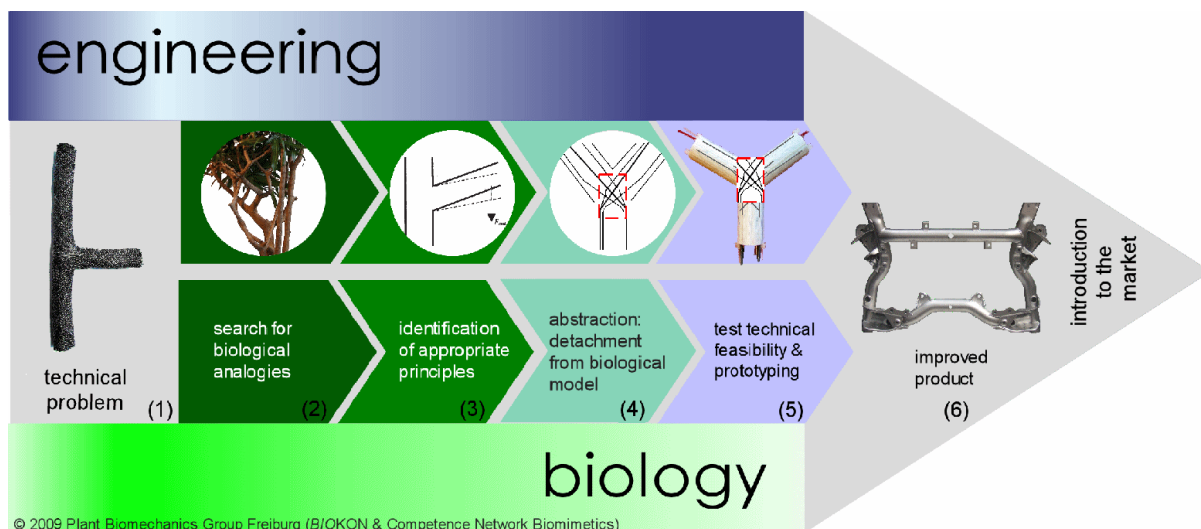 engineering
technical
problem
(1)
search for
biological
analogies
(2)
identification
of appropriate
principles
(3)
abstraction:
detachment
from biological
model
(4)
test technical
feasibility &
prototyping
(5)
improved
product
(6)
introduction
to the
market
biology
© 2009 Plant Biomechanics Group Freiburg (BIOKON & Competence Network Biomimetics)